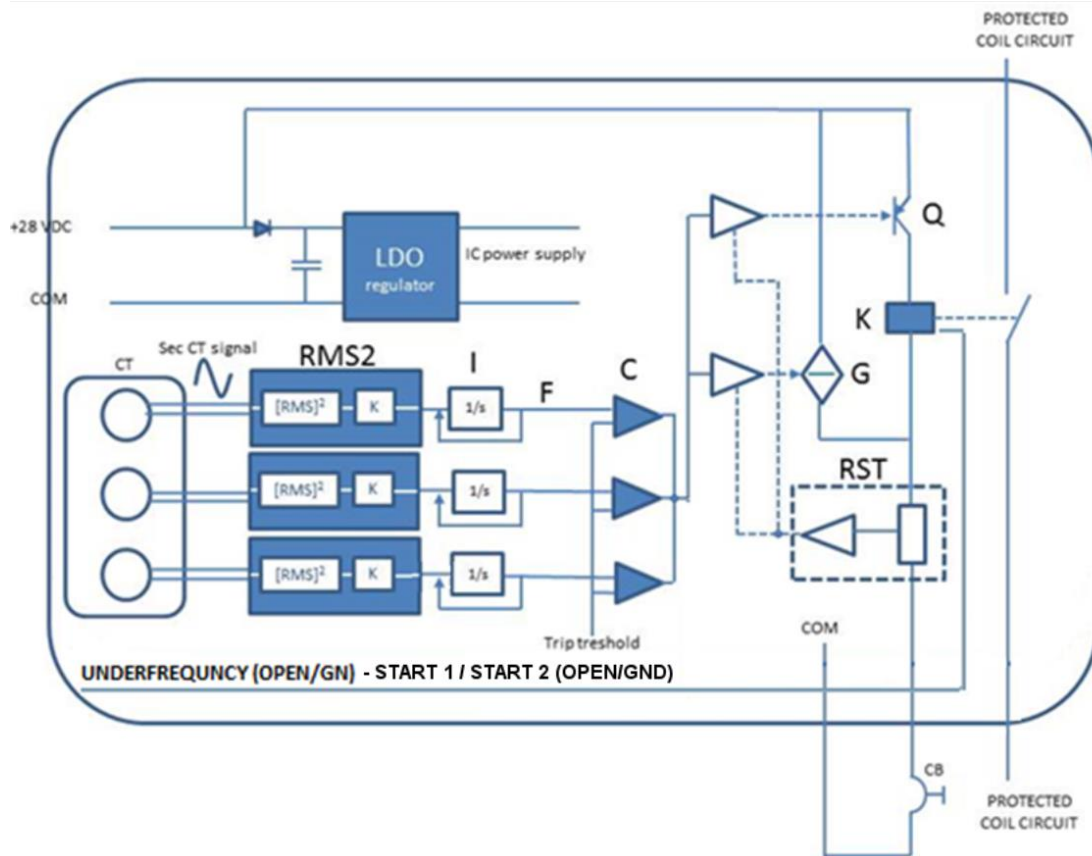 PROTECTED
COIL CIRCUIT
+28 VDC
COM
LDO
regulator
IC power supply
Q
K
G
Sec CT signal
CT
RMS2
I
F
C
[RMS]²
K
1/s
[RMS]²
K
1/s
[RMS]²
K
1/s
RST
Trip treshold
COM
UNDERFREQUNCY (OPEN/GN) - START 1 / START 2 (OPEN/GND)
CB
PROTECTED
COIL CIRCUIT